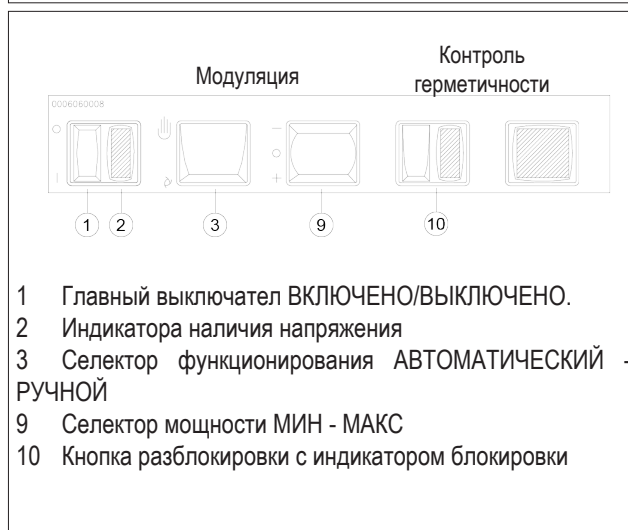 Модуляция
Контроль
герметичности
0006060008
1 2 3 9 10
1 Главный выключател ВКЛЮЧЕНО/ВЫКЛЮЧЕНО.
2 Индикатора наличия напряжения
3 Селектор функционирования АВТОМАТИЧЕСКИЙ -
РУЧНОЙ
9 Селектор мощности МИН - МАКС
10 Кнопка разблокировки с индикатором блокировки